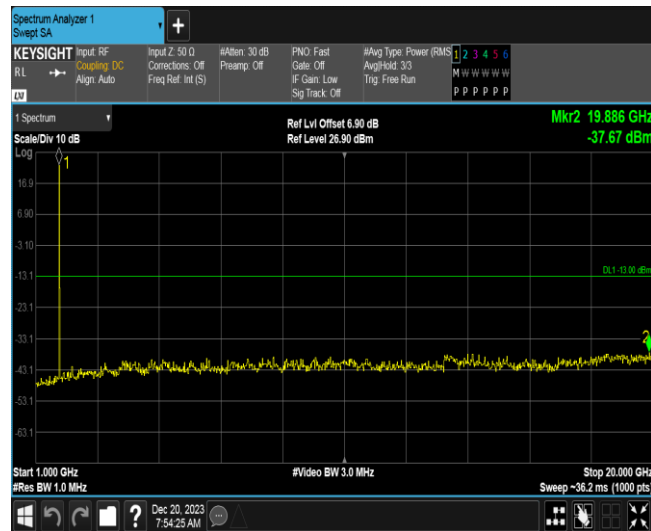 Spectrum Analyzer 1
Swept SA
+
KEYSIGHT
RL
LXI
Input: RF
Coupling: DC
Align: Auto
Input Z: 50 Ω
Corrections: Off
Freq Ref: Int (S)
#Atten: 30 dB
Preamp: Off
PNO: Fast
Gate: Off
IF Gain: Low
Sig Track: Off
#Avg Type: Power (RMS
Avg|Hold: 3/3
Trig: Free Run
1 2 3 4 5 6
M W W W W W
P P P P P P
1 Spectrum
Scale/Div 10 dB
Log
Ref Lvl Offset 6.90 dB
Ref Level 26.90 dBm
Mkr2 19.886 GHz
-37.67 dBm
1
16.9
6.90
-3.10
-13.1
DL1 -13.00 dBm
-23.1
-33.1
2
-43.1
-53.1
-63.1
Start 1.000 GHz
#Res BW 1.0 MHz
#Video BW 3.0 MHz
Stop 20.000 GHz
Sweep ~36.2 ms (1000 pts)
?
Dec 20, 2023
7:54:25 AM